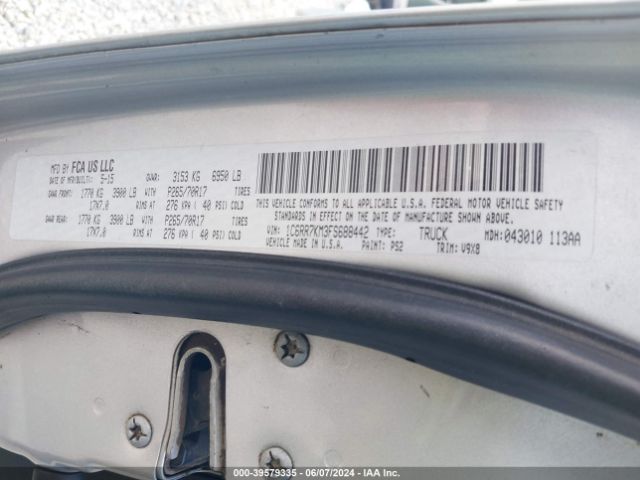 MFD BY FCA US LLC
DATE OF MFR/BUILT: 5-15 GVWR: 3153 KG 6950 LB
GAWR FRONT: 1770 KG 3900 LB WITH P265/70R17 TIRES
17X7.0 RIMS AT 276 KPA ( 40 PSI) COLD
GAWR REAR: 1770 KG 3900 LB WITH P265/70R17 TIRES
17X7.0 RIMS AT 276 KPA ( 40 PSI) COLD
THIS VEHICLE CONFORMS TO ALL APPLICABLE U.S.A. FEDERAL MOTOR VEHICLE SAFETY
STANDARDS IN EFFECT ON THE DATE OF MANUFACTURE SHOWN ABOVE.
VIN: 1C6RR7KM3FS688442 TYPE: TRUCK MDH: 043010 113AA
VEHICLE MADE IN U.S.A. PAINT: PS2 TRIM: V9X8
000-39579335 - 06/07/2024 - IAA Inc.